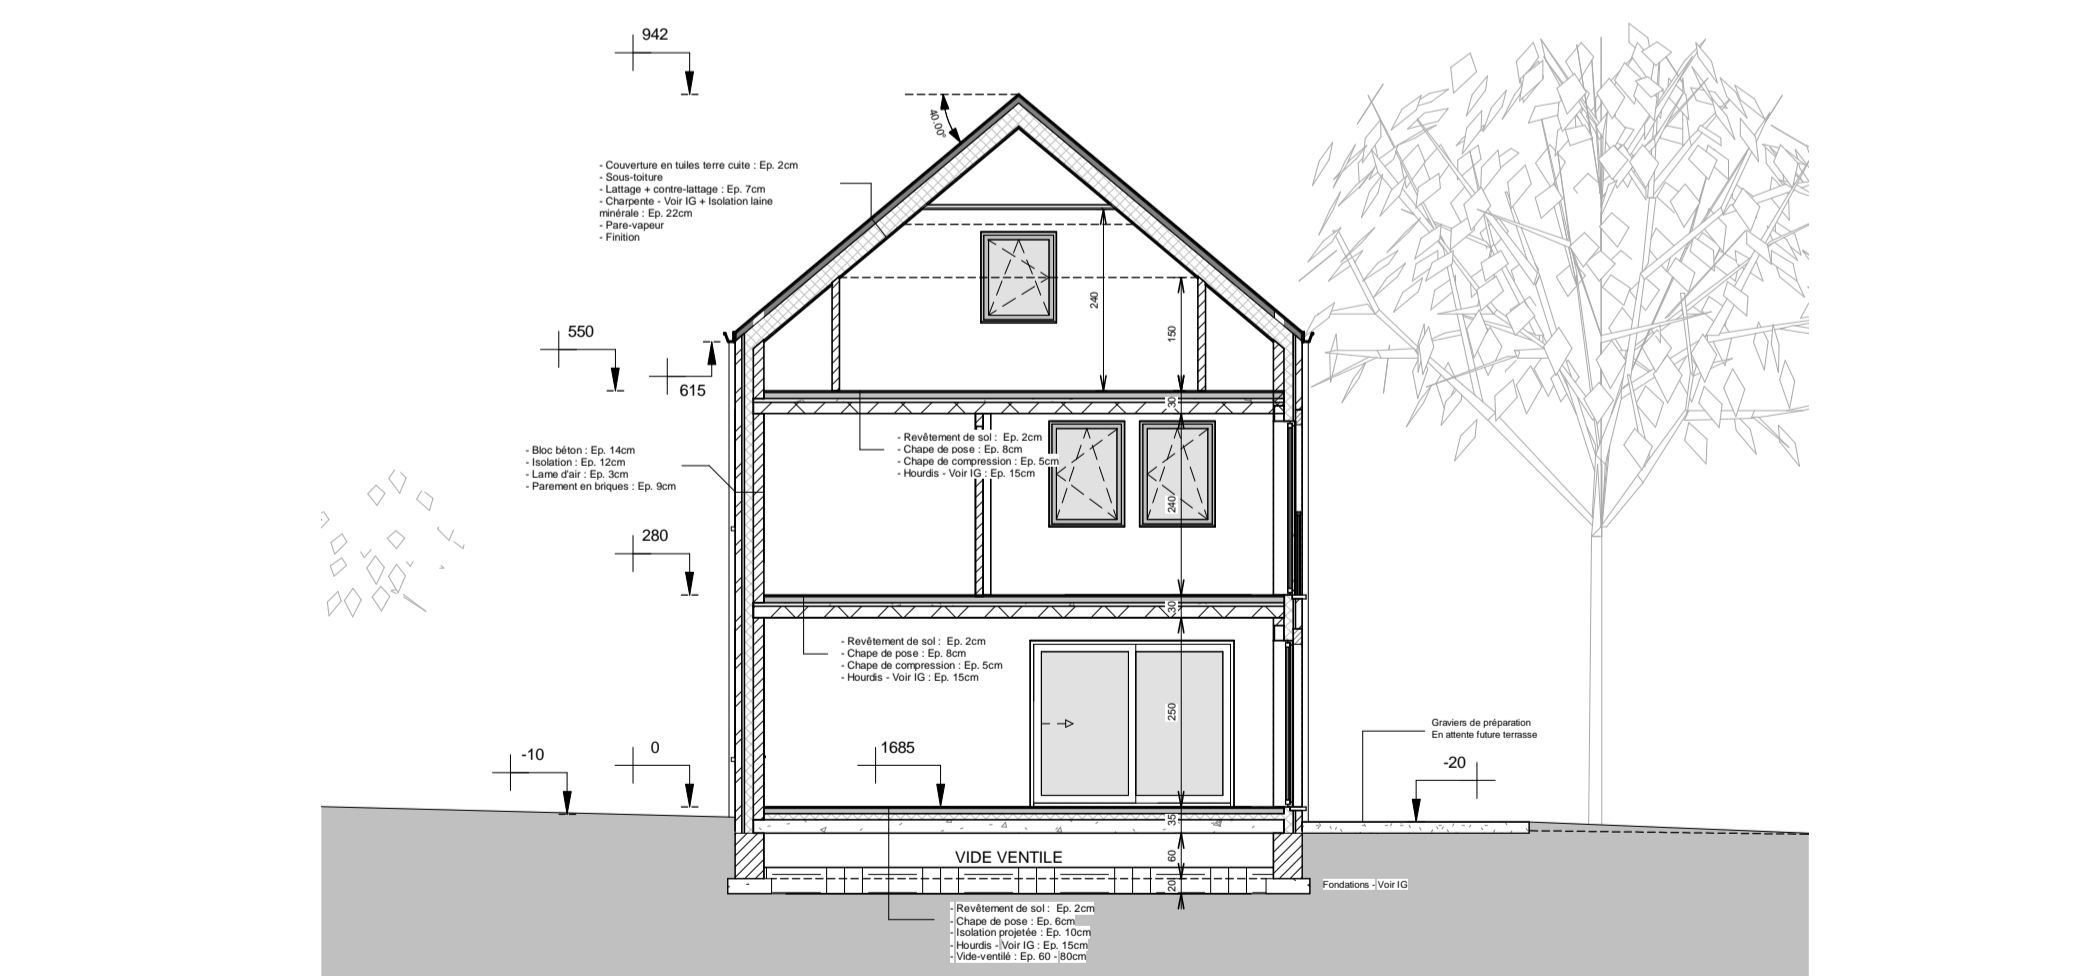 942
40.00°
- Couverture en tuiles terre cuite : Ep. 2cm
- Sous-toiture
- Lattage + contre-lattage : Ep. 7cm
- Charpente - Voir IG + Isolation laine
minérale : Ep. 22cm
- Pare-vapeur
- Finition
240
150
550
615
30
- Revêtement de sol :  Ep. 2cm
- Chape de pose : Ep. 8cm
- Chape de compression : Ep. 5cm
- Hourdis - Voir IG : Ep. 15cm
- Bloc béton : Ep. 14cm
- Isolation : Ep. 12cm
- Lame d'air : Ep. 3cm
- Parement en briques : Ep. 9cm
240
280
30
- Revêtement de sol :  Ep. 2cm
- Chape de pose : Ep. 8cm
- Chape de compression : Ep. 5cm
- Hourdis - Voir IG : Ep. 15cm
250
Graviers de préparation
En attente future terrasse
-10
0
1685
-20
35
VIDE VENTILE
60
20
Fondations - Voir IG
- Revêtement de sol :  Ep. 2cm
- Chape de pose : Ep. 6cm
- Isolation projetée : Ep. 10cm
- Hourdis - Voir IG : Ep. 15cm
- Vide-ventilé : Ep. 60 - 80cm